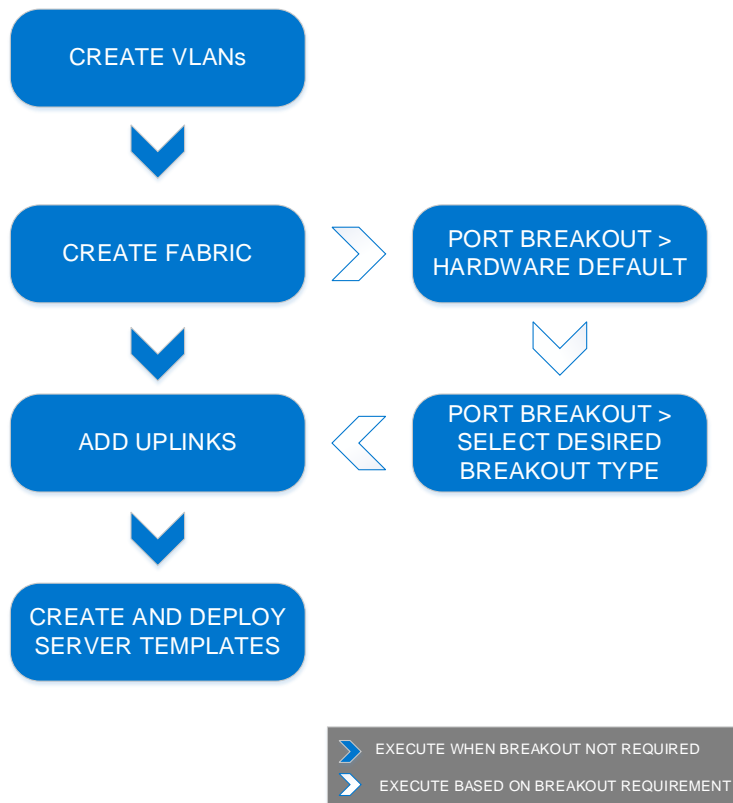 CREATE VLANs
CREATE FABRIC
PORT BREAKOUT >
HARDWARE DEFAULT
ADD UPLINKS
PORT BREAKOUT >
SELECT DESIRED
BREAKOUT TYPE
CREATE AND DEPLOY
SERVER TEMPLATES
EXECUTE WHEN BREAKOUT NOT REQUIRED
EXECUTE BASED ON BREAKOUT REQUIREMENT